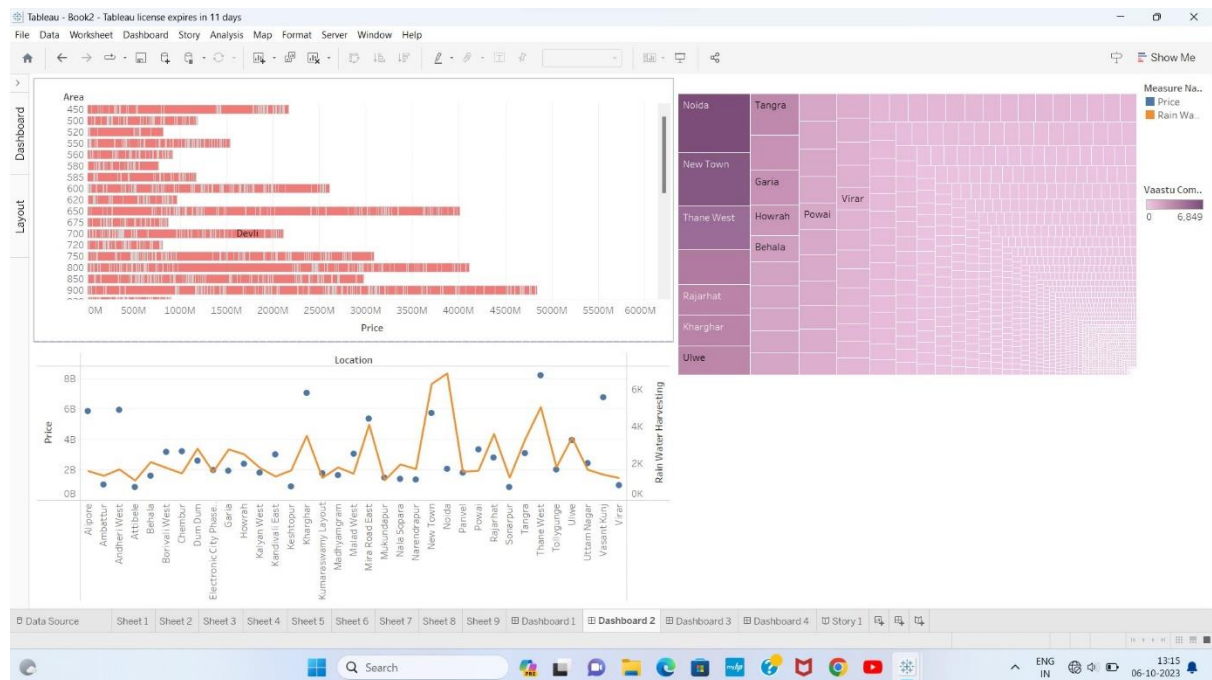 Tableau - Book2 - Tableau license expires in 11 days
File Data Worksheet Dashboard Story Analysis Map Format Server Window Help
Show Me
Dashboard
Layout
Area
450
500
520
550
560
580
585
600
620
650
675
700
720
750
800
850
900
Devli
0M 500M 1000M 1500M 2000M 2500M 3000M 3500M 4000M 4500M 5000M 5500M 6000M
Price
Noida
New Town
Thane West
Rajarhat
Kharghar
Ulwe
Tangra
Garia
Howrah
Behala
Powai
Virar
Measure Na..
Price
Rain Wa..
Vaastu Com..
0 6,849
Location
Price
8B
6B
4B
2B
0B
6K
4K
2K
0K
Rain Water Harvesting
Alipore
Ambattur
Andheri West
Attibele
Behala
Borivali West
Chembur
Dum Dum
Electronic City Phase..
Garia
Howrah
Kalyan West
Kandivali East
Keshtopur
Kharghar
Kumaraswamy Layout
Madhyamgram
Malad West
Mira Road East
Mukundapur
Nala Sopara
Narendrapur
New Town
Noida
Panvel
Powai
Rajarhat
Sonarpur
Tangra
Thane West
Tollygunge
Ulwe
Uttam Nagar
Vasant Kunj
Virar
Data Source Sheet 1 Sheet 2 Sheet 3 Sheet 4 Sheet 5 Sheet 6 Sheet 7 Sheet 8 Sheet 9 Dashboard 1 Dashboard 2 Dashboard 3 Dashboard 4 Story 1
Search
PRE
ENG
IN
13:15
06-10-2023